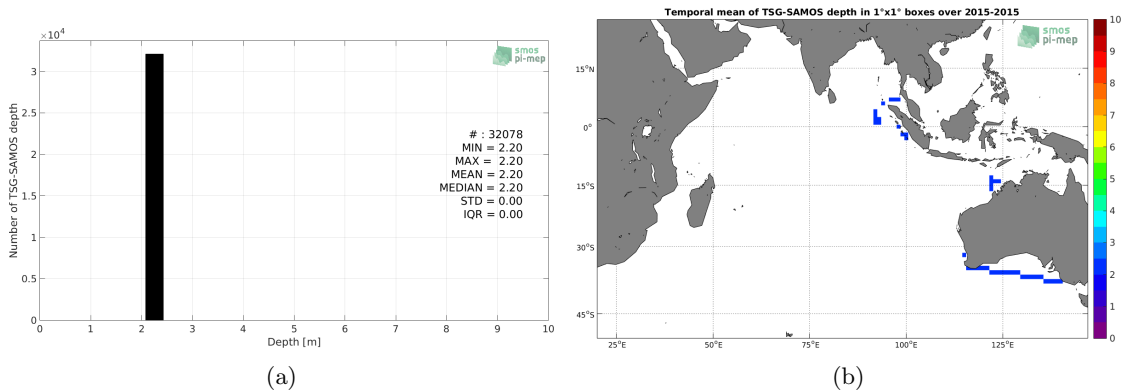 ×10⁴
3
2.5
2
1.5
1
0.5
0
Number of TSG-SAMOS depth
smos
pi-mep
# : 32078
MIN = 2.20
MAX = 2.20
MEAN = 2.20
MEDIAN = 2.20
STD = 0.00
IQR = 0.00
0 1 2 3 4 5 6 7 8 9 10
Depth [m]
(a)
Temporal mean of TSG-SAMOS depth in 1°x1° boxes over 2015-2015
smos
pi-mep
15°N
0°
15°S
30°S
45°S
25°E 50°E 75°E 100°E 125°E
10
9
8
7
6
5
4
3
2
1
0
(b)